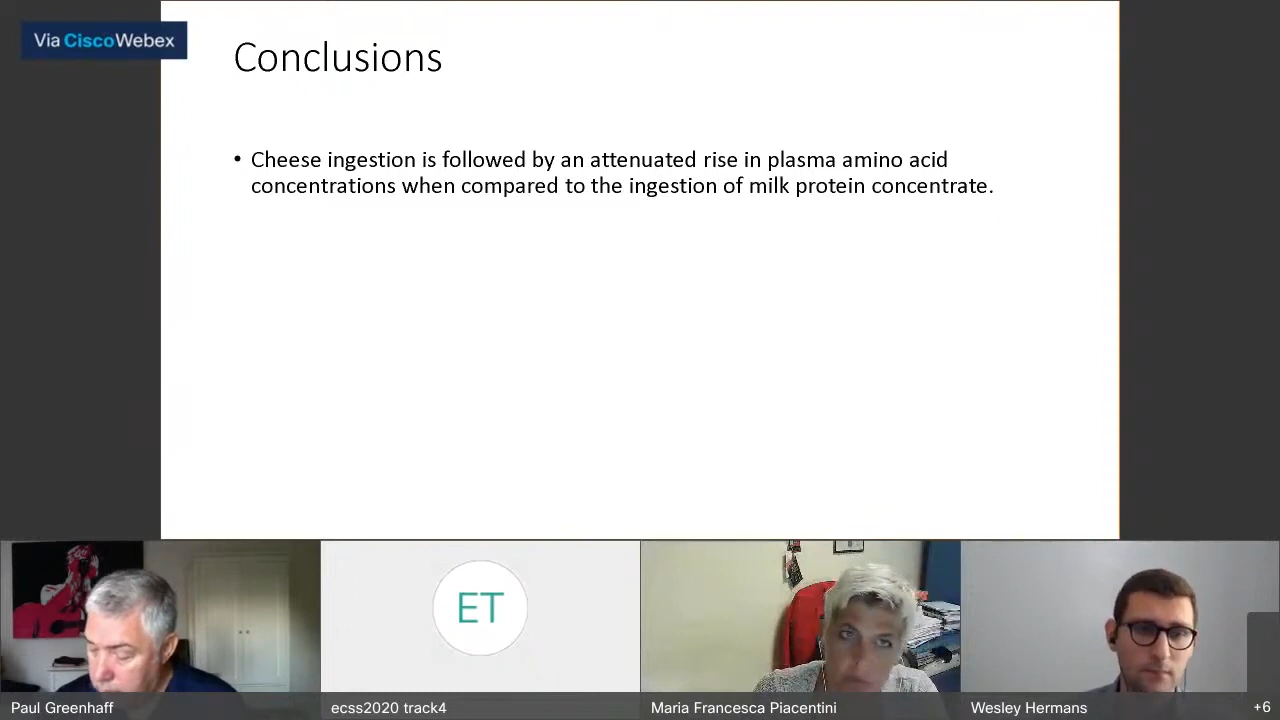 Via CiscoWebex
Conclusions
• Cheese ingestion is followed by an attenuated rise in plasma amino acid
concentrations when compared to the ingestion of milk protein concentrate.
ET
Paul Greenhaff
ecss2020 track4
Maria Francesca Piacentini
Wesley Hermans
+6